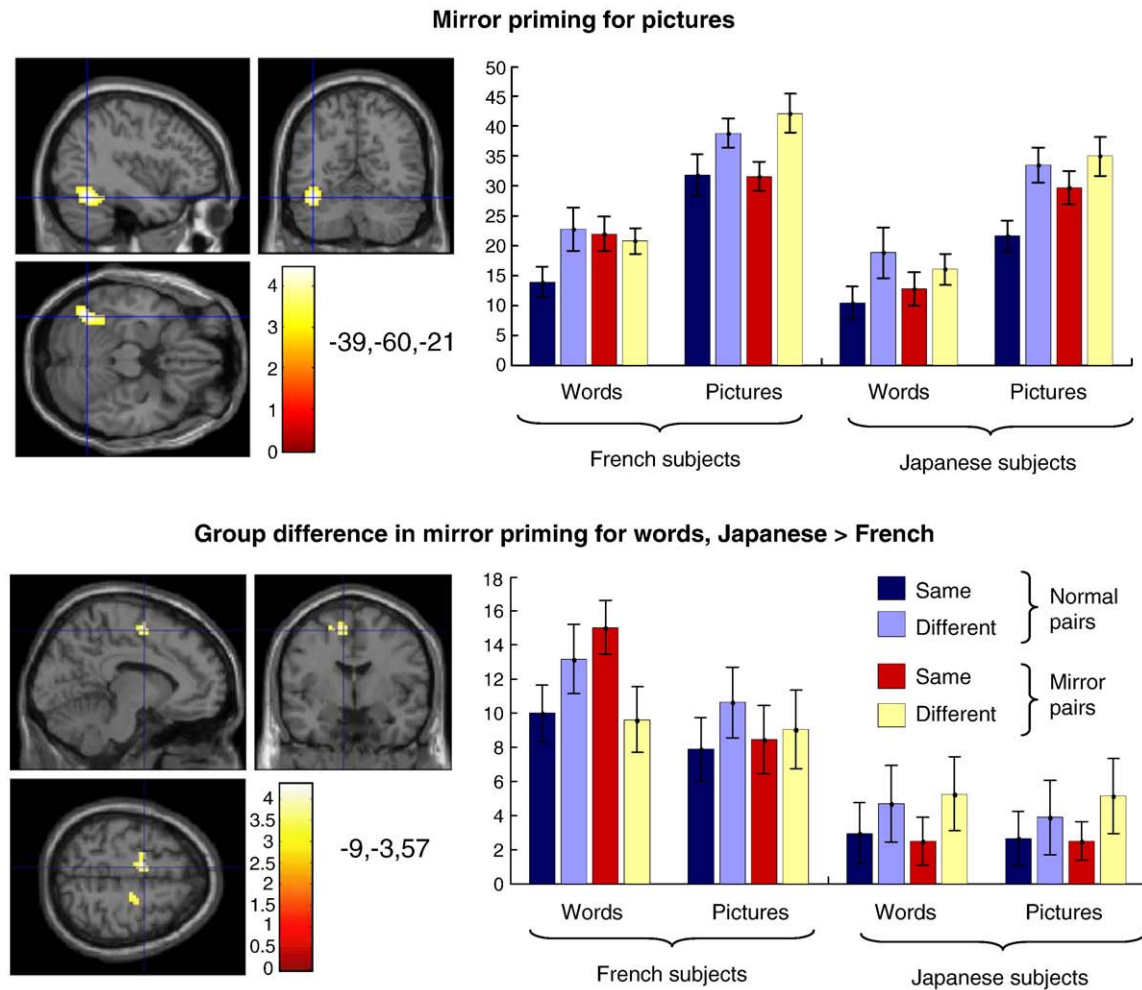 Mirror priming for pictures
4
3
2
1
0
-39,-60,-21
50
45
40
35
30
25
20
15
10
5
0
Words Pictures Words Pictures
French subjects Japanese subjects
Group difference in mirror priming for words, Japanese > French
4
3.5
3
2.5
2
1.5
1
0.5
0
-9,-3,57
18
16
14
12
10
8
6
4
2
0
Same
Different
Normal
pairs
Same
Different
Mirror
pairs
Words Pictures Words Pictures
French subjects Japanese subjects